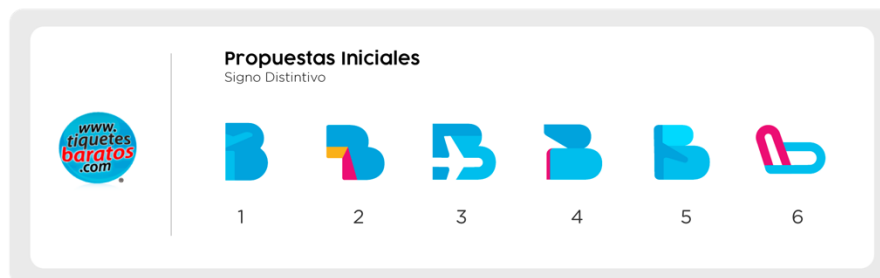 Propuestas Iniciales
Signo Distintivo
www.
tiquetes
baratos
.com
1 2 3 4 5 6